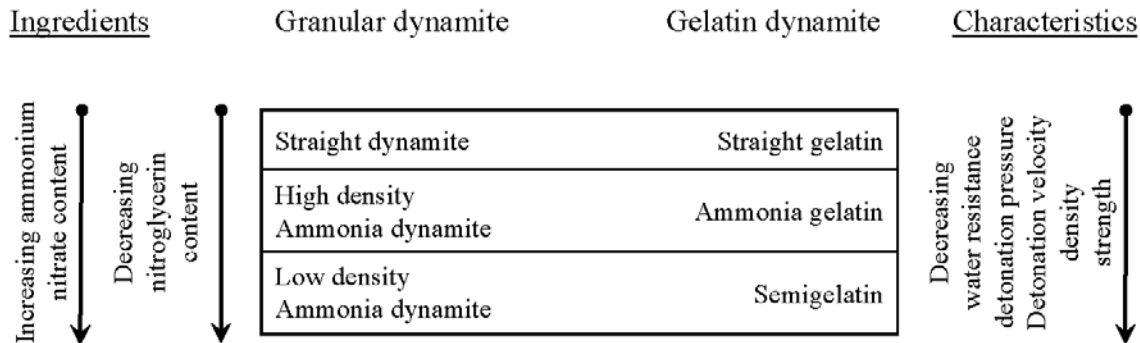 Ingredients
Granular dynamite
Gelatin dynamite
Characteristics
Increasing ammonium
nitrate content
Decreasing
nitroglycerin
content
Straight dynamite
Straight gelatin
High density
Ammonia dynamite
Ammonia gelatin
Low density
Ammonia dynamite
Semigelatin
Decreasing
water resistance
detonation pressure
Detonation velocity
density
strength